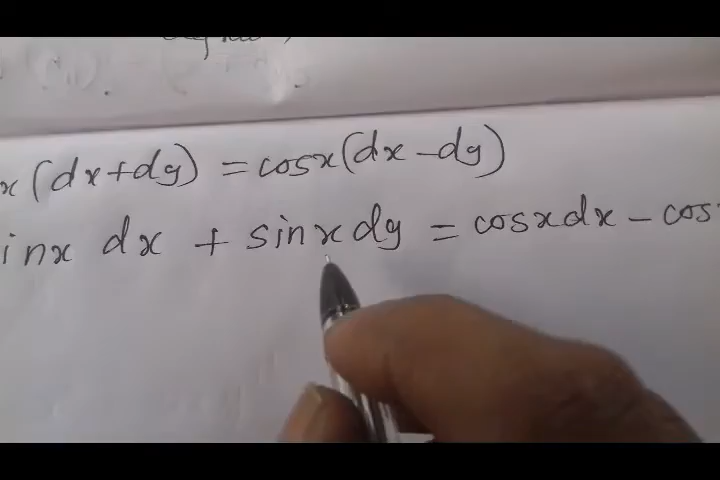 x (dx+dy) = cosx (dx - dy)
inx dx + sinx dy = cosx dx - cos